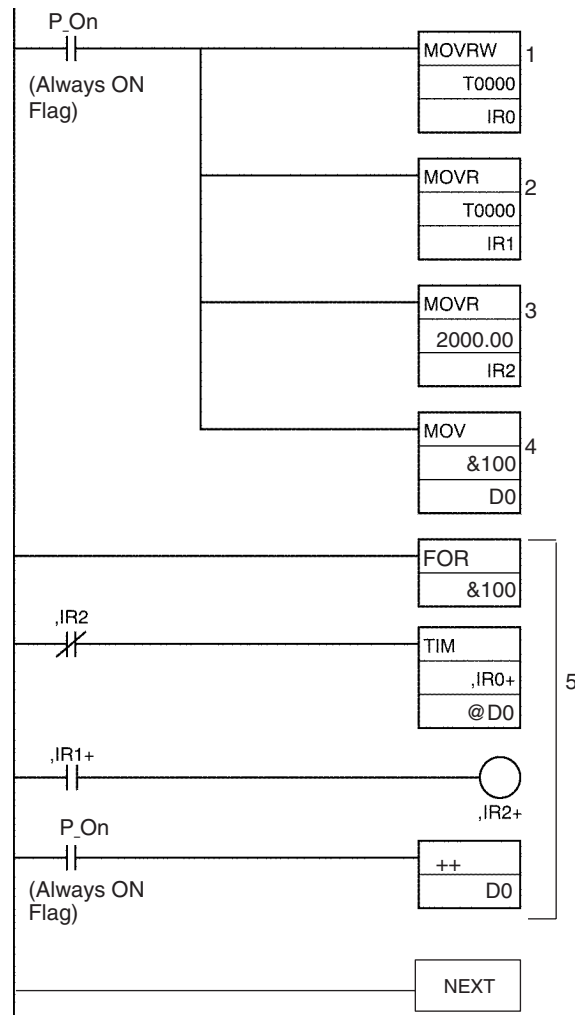 P_On
(Always ON
Flag)
MOVRW
T0000
IR0
1
MOVR
T0000
IR1
2
MOVR
2000.00
IR2
3
MOV
&100
D0
4
FOR
&100
,IR2
TIM
,IR0+
@D0
5
,IR1+
,IR2+
P_On
(Always ON
Flag)
++
D0
NEXT